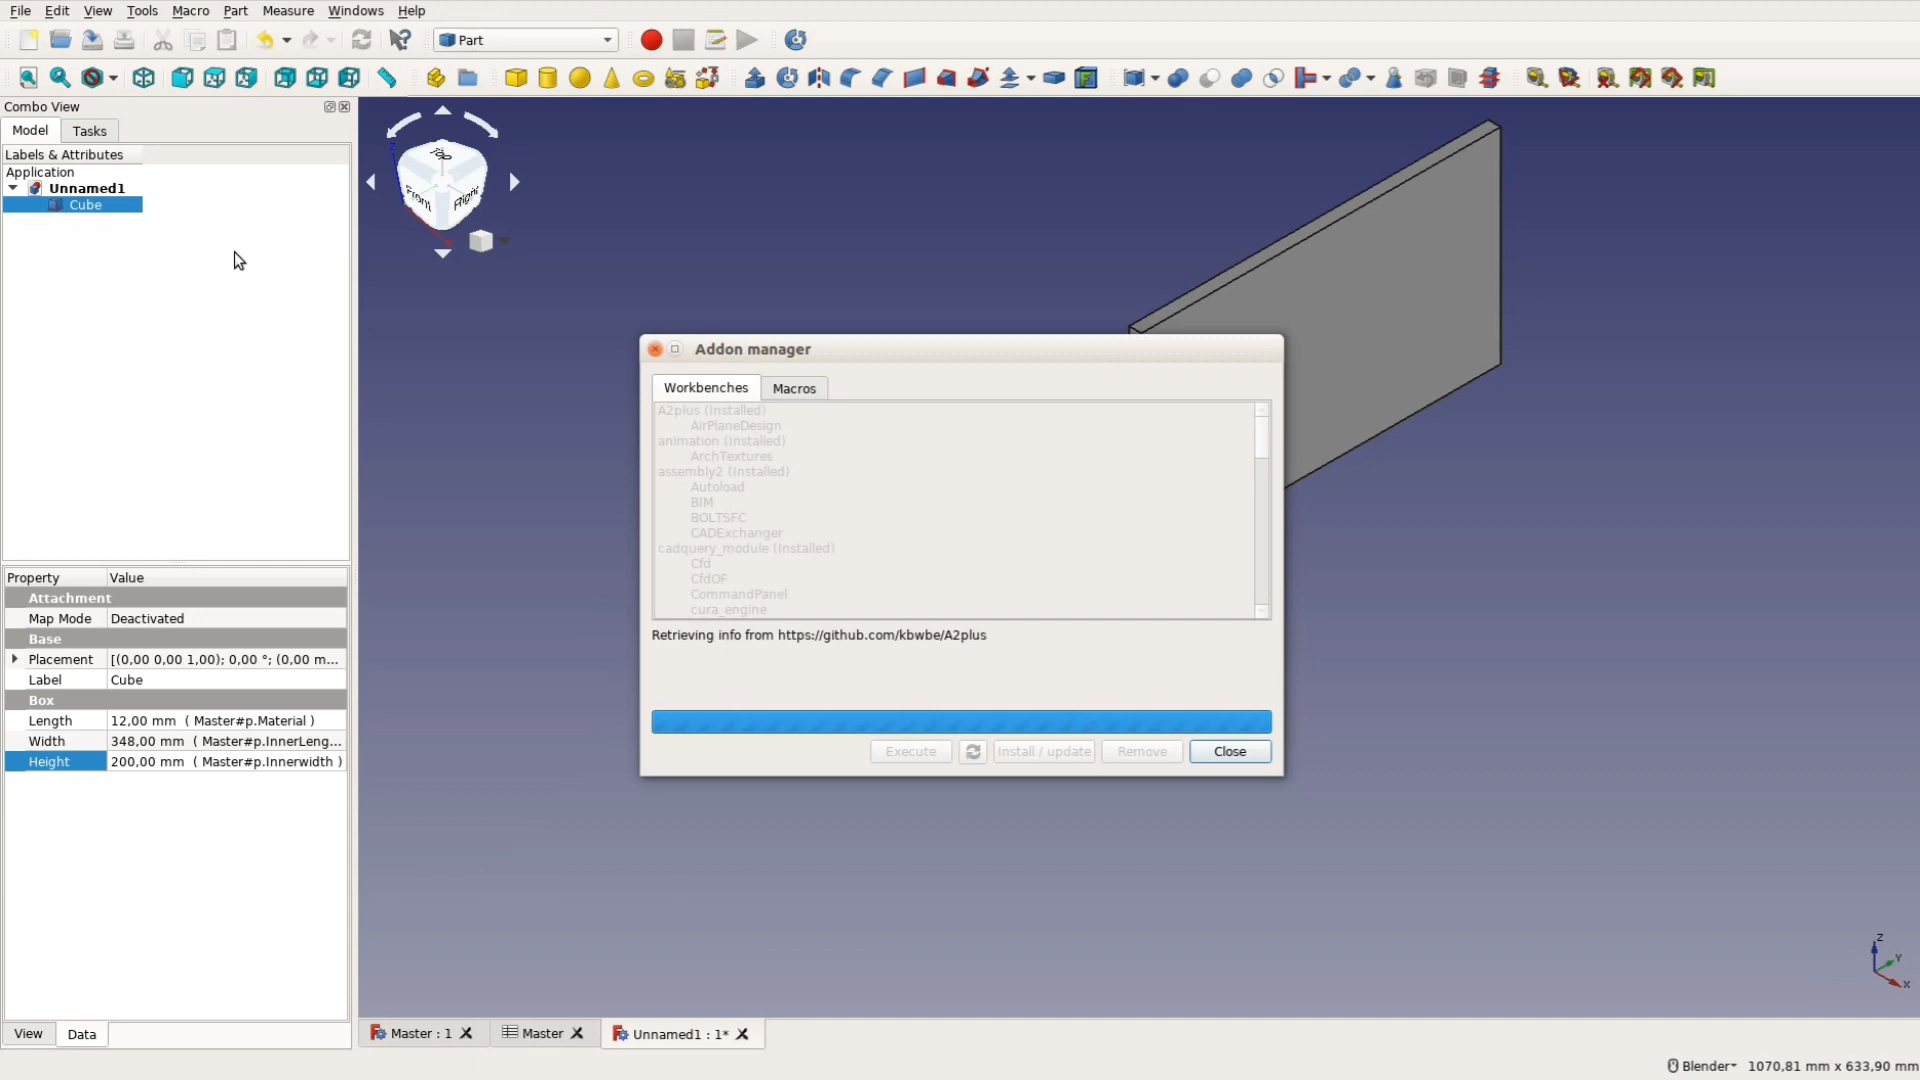 File Edit View Tools Macro Part Measure Windows Help
Part
Combo View
Model Tasks
Labels & Attributes
Application
Unnamed1
Cube
Top
Front
Right
Z
Addon manager
Workbenches Macros
A2plus (Installed)
AirPlaneDesign
animation (Installed)
ArchTextures
assembly2 (Installed)
Autoload
BIM
BOLTSFC
CADExchanger
cadquery_module (Installed)
Cfd
CfdOF
CommandPanel
cura_engine
Retrieving info from https://github.com/kbwbe/A2plus
Execute Install / update Remove Close
Property Value
Attachment
Map Mode Deactivated
Base
Placement [(0,00 0,00 1,00); 0,00 °; (0,00 m...
Label Cube
Box
Length 12,00 mm ( Master#p.Material )
Width 348,00 mm ( Master#p.InnerLeng...
Height 200,00 mm ( Master#p.Innerwidth )
Z
Y
X
View Data
Master : 1 Master Unnamed1 : 1*
Blender 1070,81 mm x 633,90 mm